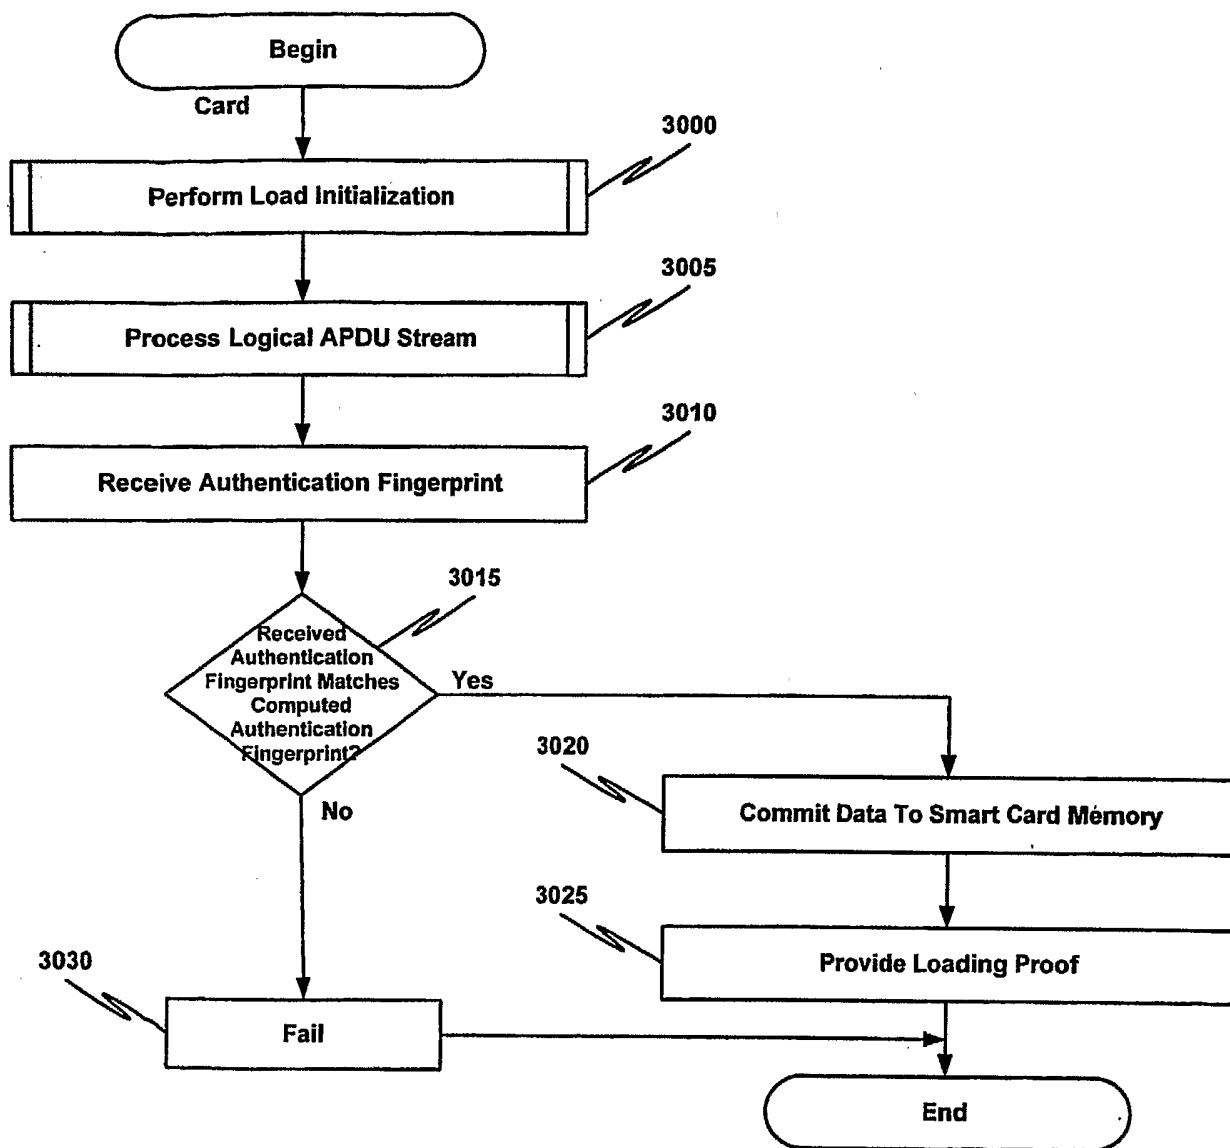 Begin
Card
3000
Perform Load Initialization
3005
Process Logical APDU Stream
3010
Receive Authentication Fingerprint
3015
Received
Authentication
Fingerprint Matches
Computed
Authentication
Fingerprint?
Yes
No
3020
Commit Data To Smart Card Memory
3025
Provide Loading Proof
3030
Fail
End